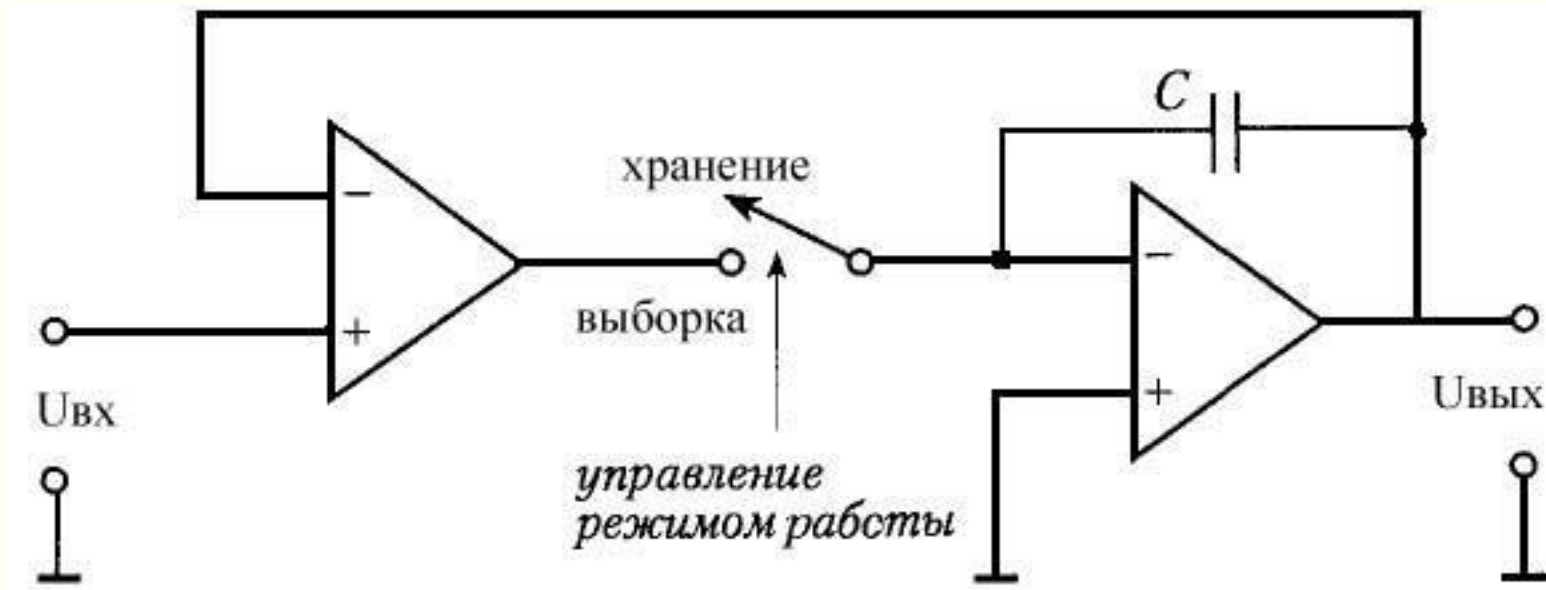 C
хранение
−
−
выборка
+
+
Uвх
Uвых
управление
режимом работы